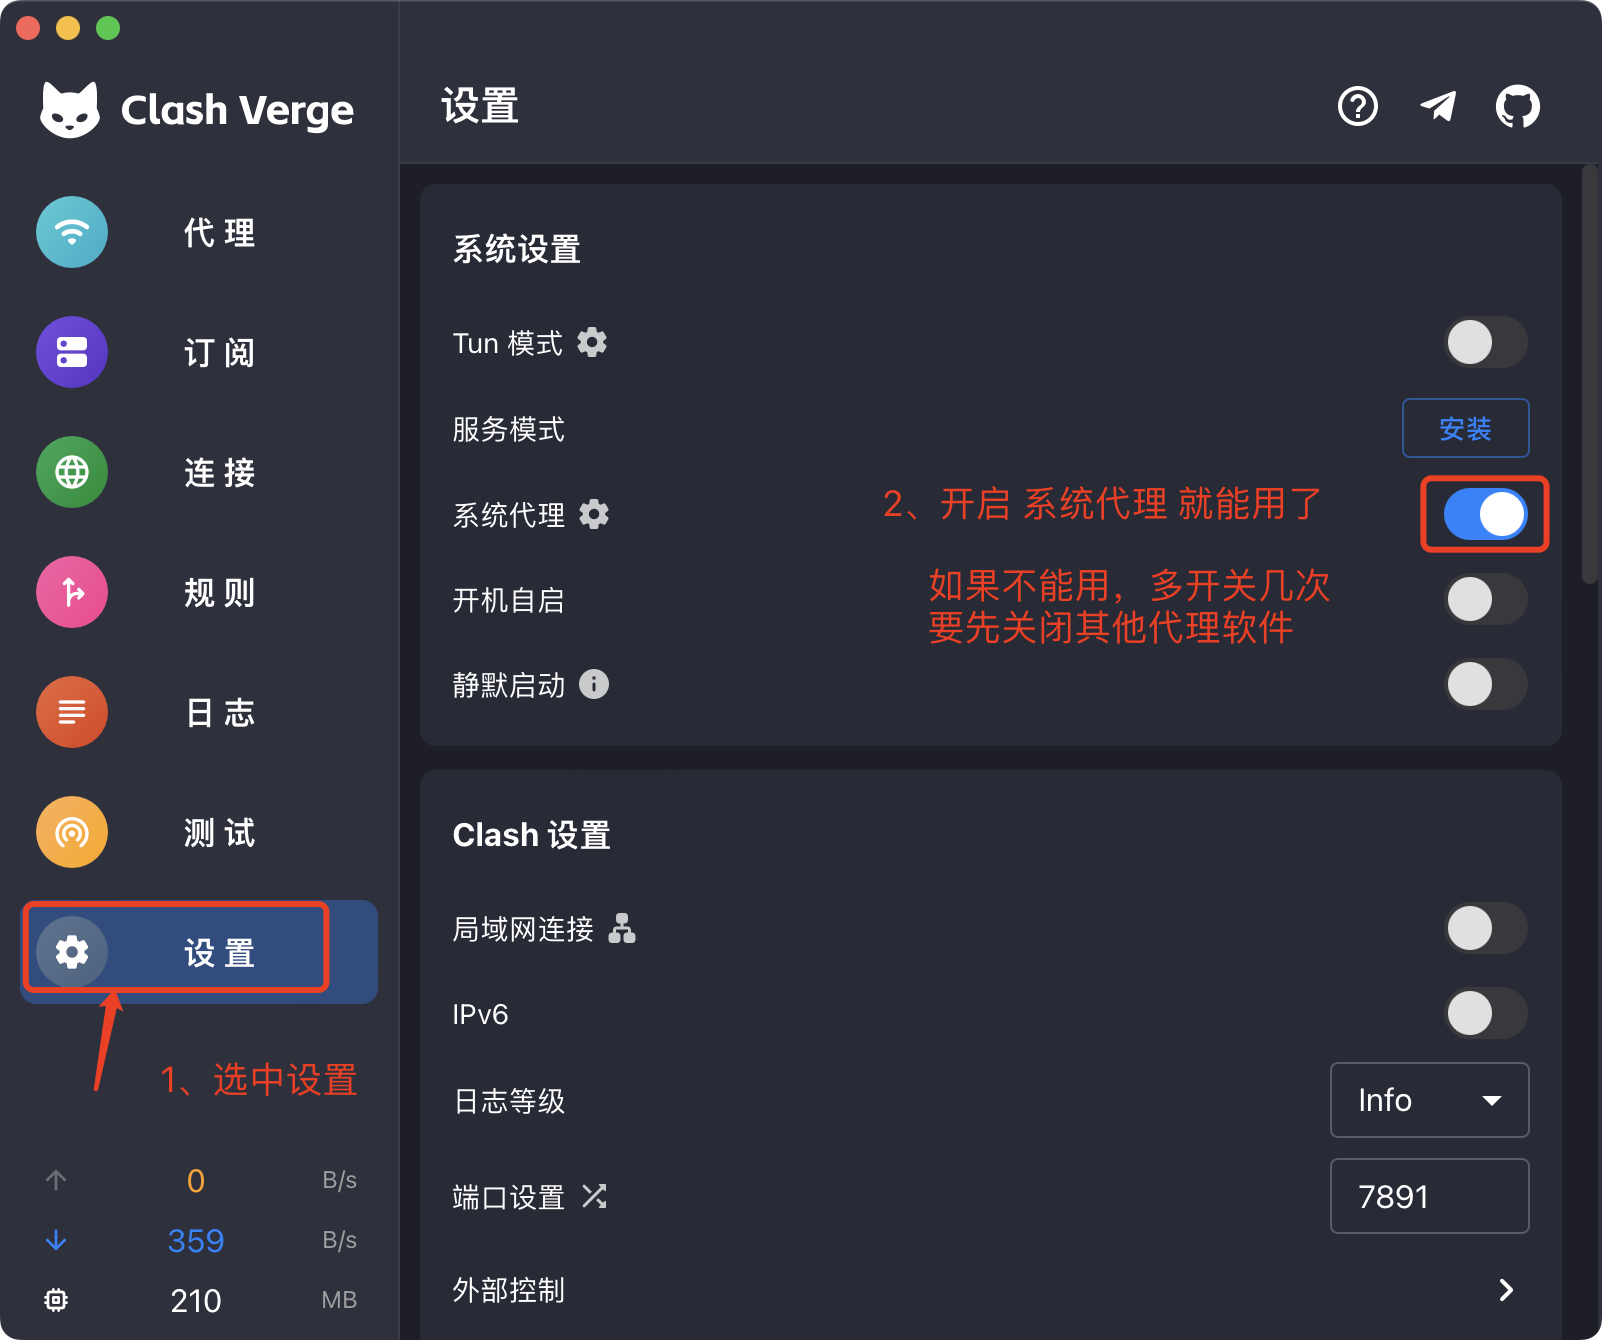 Clash Verge
代 理
订 阅
连 接
规 则
日 志
测 试
设 置
1、选中设置
0 B/s
359 B/s
210 MB
设置
系统设置
Tun 模式
服务模式 安装
系统代理 2、开启 系统代理 就能用了
如果不能用，多开关几次
要先关闭其他代理软件
开机自启
静默启动
Clash 设置
局域网连接
IPv6
日志等级 Info
端口设置 7891
外部控制